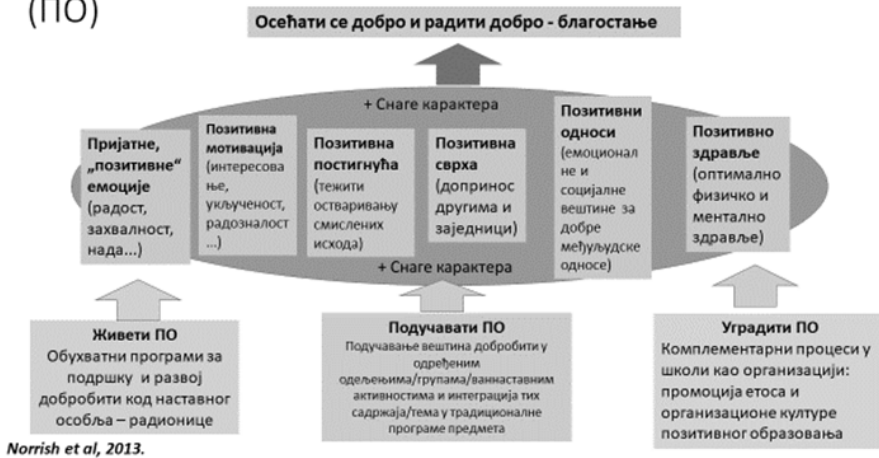 (ПО)
Осећати се добро и радити добро - благостање
+ Снаге карактера
Пријатне,
„позитивне“
емоције
(радост,
захвалност,
нада...)
Позитивна
мотивација
(интересова
ње,
укљученост,
радозналост
...)
Позитивна
постигнућа
(тежити
остваривању
смислених
исхода)
Позитивна
сврха
(допринос
другима и
заједници)
Позитивни
односи
(емоционал
не и
социјалне
вештине за
добре
међуљудске
односе)
Позитивно
здравље
(оптимално
физичко и
ментално
здравље)
+ Снаге карактера
Живети ПО
Обухватни програми за
подршку и развој
добробити код наставног
особља – радионице
Подучавати ПО
Подучавање вештина добробити у
одређеним
одељењима/групама/ваннаставним
активностима и интеграција тих
садржаја/тема у традиционалне
програме предмета
Уградити ПО
Комплементарни процеси у
школи као организацији:
промоција етоса и
организационе културе
позитивног образовања
Norrish et al, 2013.